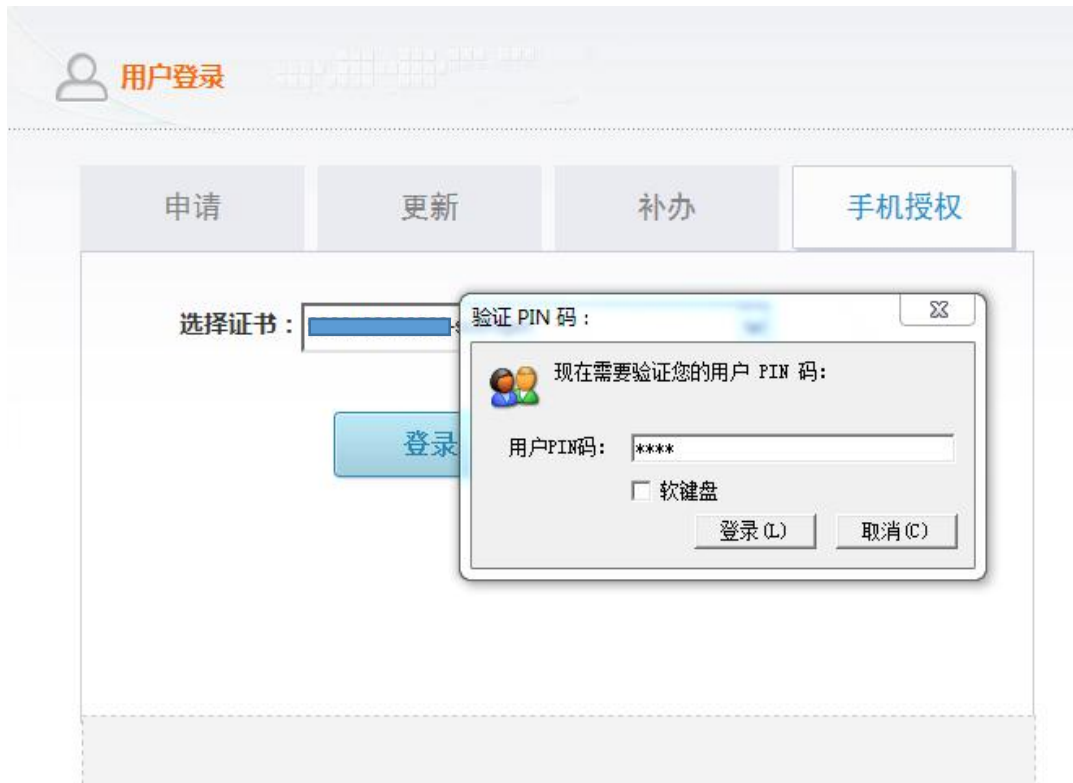 用户登录
申请 更新 补办 手机授权
选择证书：
验证 PIN 码：
现在需要验证您的用户 PIN 码:
用户PIN码: ****
软键盘
登录
登录(L) 取消(C)